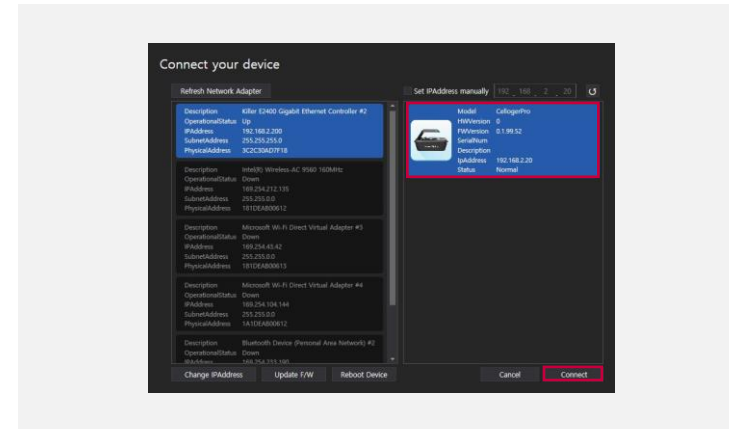 Connect your device
Refresh Network Adapter
Set IPAddress manually 192 . 168 . 2 . 20
Description Killer E2400 Gigabit Ethernet Controller #2
OperationalStatus Up
IPAddress 192.168.2.200
SubnetAddress 255.255.255.0
PhysicalAddress 3C2C30AD7F18
Description Intel(R) Wireless-AC 9560 160MHz
OperationalStatus Down
IPAddress 169.254.212.135
SubnetAddress 255.255.0.0
PhysicalAddress 181DEAB00612
Description Microsoft Wi-Fi Direct Virtual Adapter #3
OperationalStatus Down
IPAddress 169.254.45.42
SubnetAddress 255.255.0.0
PhysicalAddress 181DEAB00613
Description Microsoft Wi-Fi Direct Virtual Adapter #4
OperationalStatus Down
IPAddress 169.254.104.144
SubnetAddress 255.255.0.0
PhysicalAddress 1A1DEAB00612
Description Bluetooth Device (Personal Area Network) #2
OperationalStatus Down
IPAddress
Model CellogerPro
HWVersion 0
FWVersion 0.1.99.52
SerialNum
Description
IpAddress 192.168.2.20
Status Normal
Change IPAddress Update F/W Reboot Device Cancel Connect